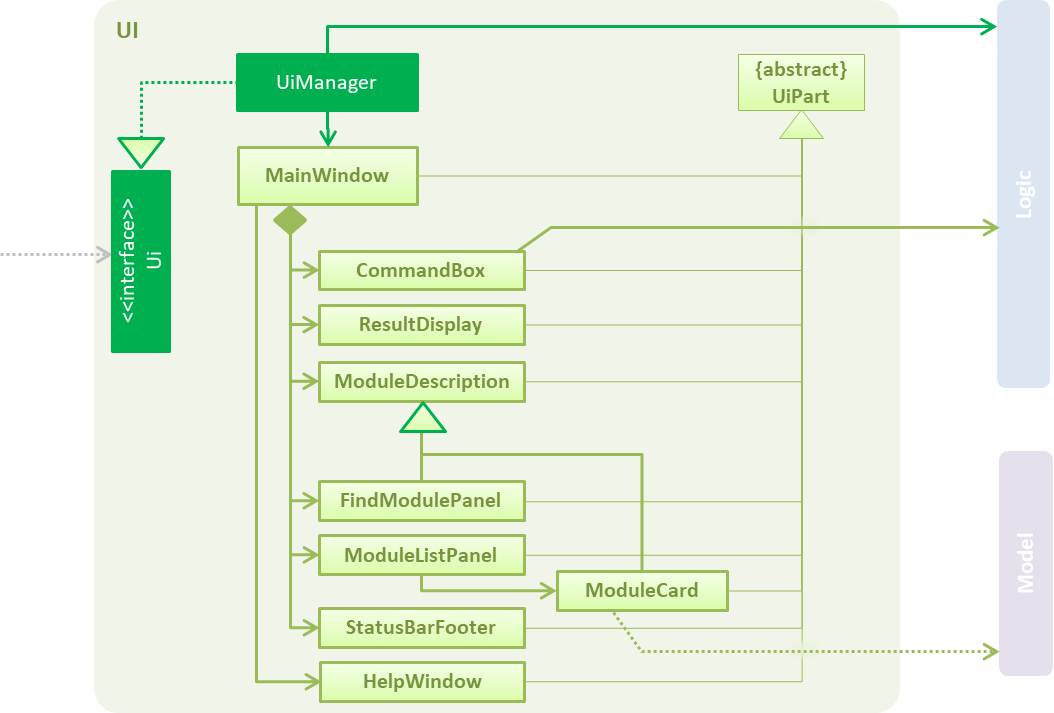 UI
UiManager
{abstract}
UiPart
<<interface>>
Ui
MainWindow
Logic
CommandBox
ResultDisplay
ModuleDescription
FindModulePanel
ModuleListPanel
ModuleCard
Model
StatusBarFooter
HelpWindow